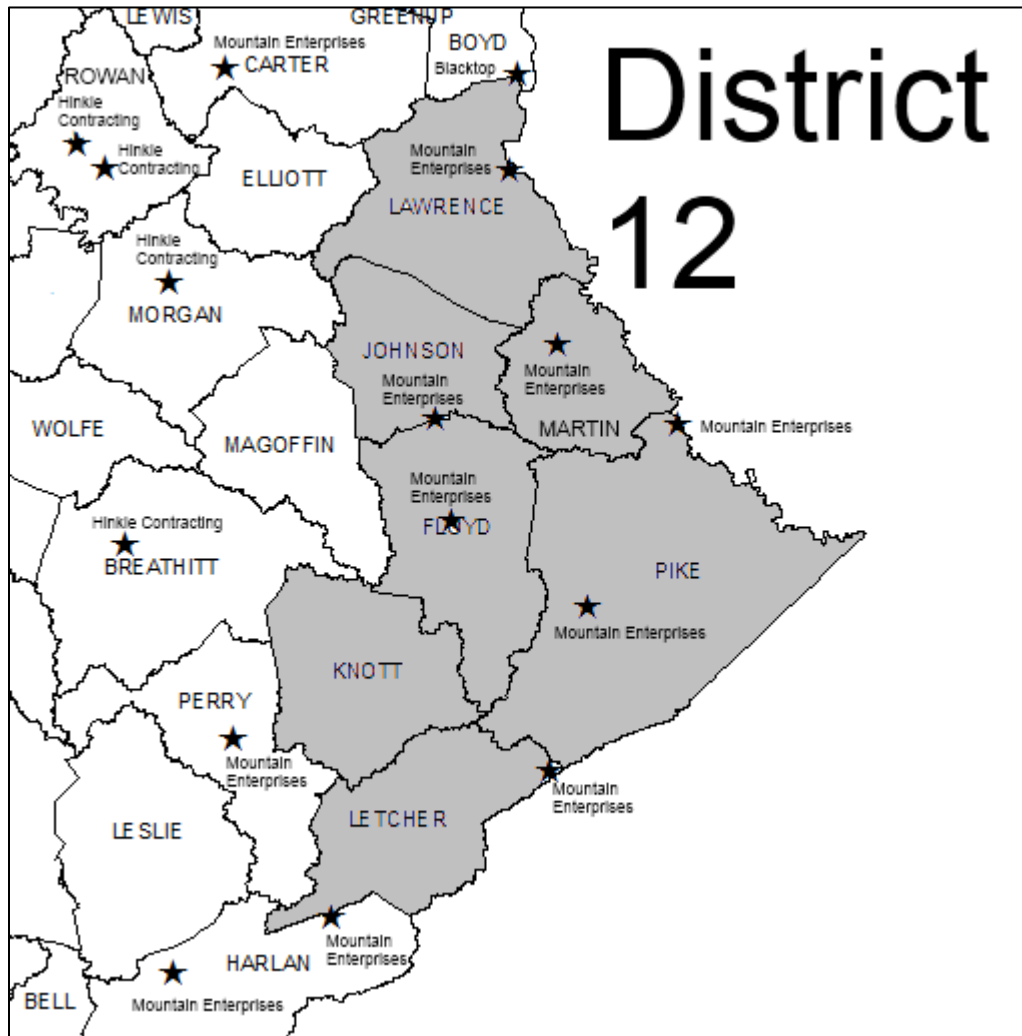 LEWIS
GREENUP
Mountain Enterprises
CARTER
BOYD
Blacktop
ROWAN
Hinkle
Contracting
Hinkle
Contracting
District
12
ELLIOTT
Mountain
Enterprises
LAWRENCE
Hinkle
Contracting
MORGAN
JOHNSON
Mountain
Enterprises
Mountain
Enterprises
MARTIN
Mountain Enterprises
WOLFE
MAGOFFIN
Mountain
Enterprises
FLOYD
Hinkle Contracting
BREATHITT
PIKE
Mountain Enterprises
KNOTT
PERRY
Mountain
Enterprises
Mountain
Enterprises
LESLIE
LETCHER
Mountain
Enterprises
HARLAN
BELL
Mountain Enterprises